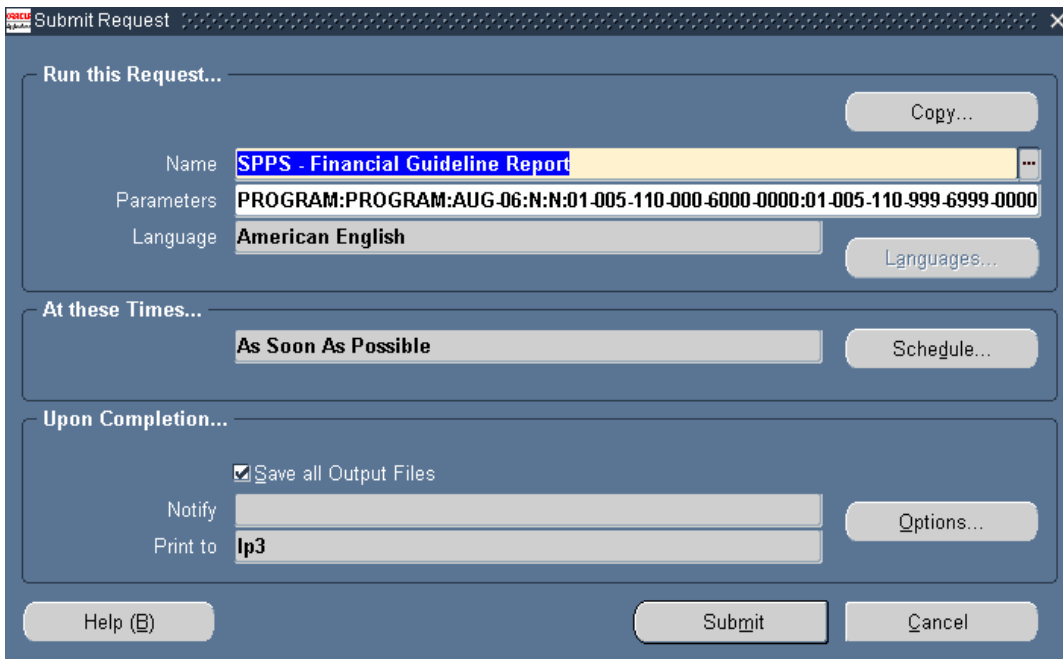 ORACLE
Submit Request
Run this Request...
Copy...
Name SPPS - Financial Guideline Report ...
Parameters PROGRAM:PROGRAM:AUG-06:N:N:01-005-110-000-6000-0000:01-005-110-999-6999-0000
Language American English
Languages...
At these Times...
As Soon As Possible Schedule...
Upon Completion...
Save all Output Files
Notify
Options...
Print to lp3
Help (B) Submit Cancel